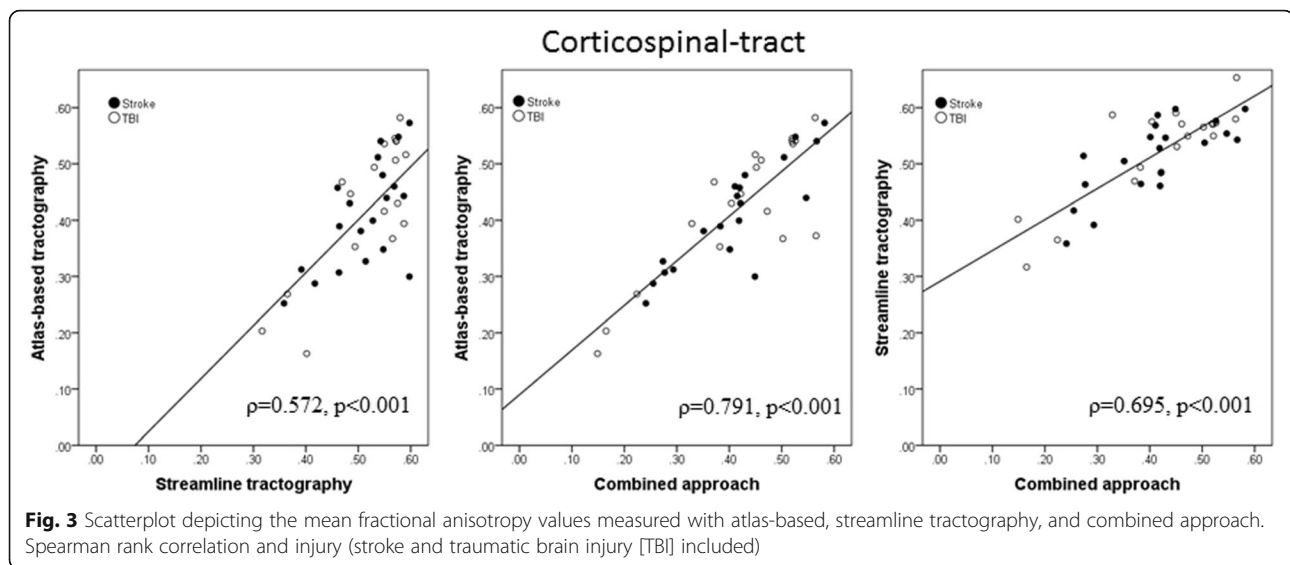 Corticospinal-tract
Stroke
TBI
.60
.50
.40
.30
.20
.10
.00
.00 .10 .20 .30 .40 .50 .60
Atlas-based tractography
Streamline tractography
ρ=0.572, p<0.001
Stroke
TBI
.60
.50
.40
.30
.20
.10
.00
.00 .10 .20 .30 .40 .50 .60
Atlas-based tractography
Combined approach
ρ=0.791, p<0.001
Stroke
TBI
.60
.50
.40
.30
.20
.10
.00
.00 .10 .20 .30 .40 .50 .60
Streamline tractography
Combined approach
ρ=0.695, p<0.001
Fig. 3 Scatterplot depicting the mean fractional anisotropy values measured with atlas-based, streamline tractography, and combined approach.
Spearman rank correlation and injury (stroke and traumatic brain injury [TBI] included)